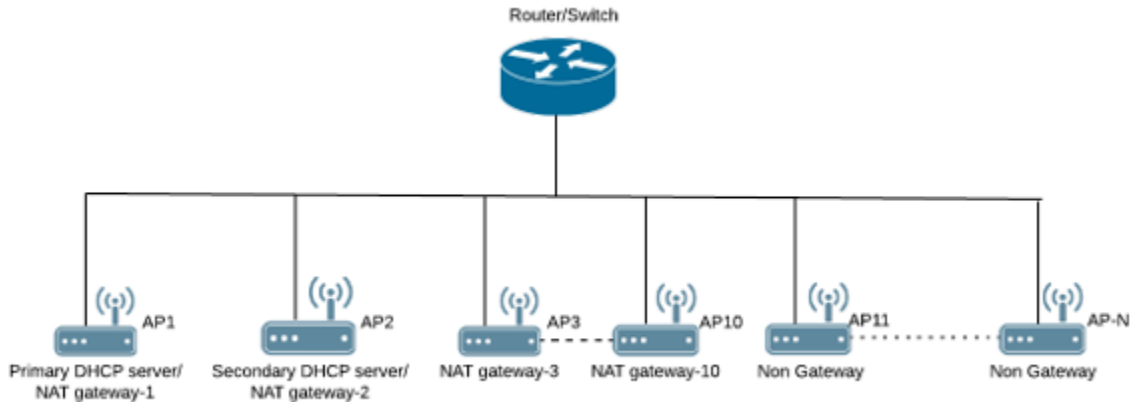 Router/Switch
AP1
AP2
AP3
AP10
AP11
AP-N
Primary DHCP server/
NAT gateway-1
Secondary DHCP server/
NAT gateway-2
NAT gateway-3
NAT gateway-10
Non Gateway
Non Gateway